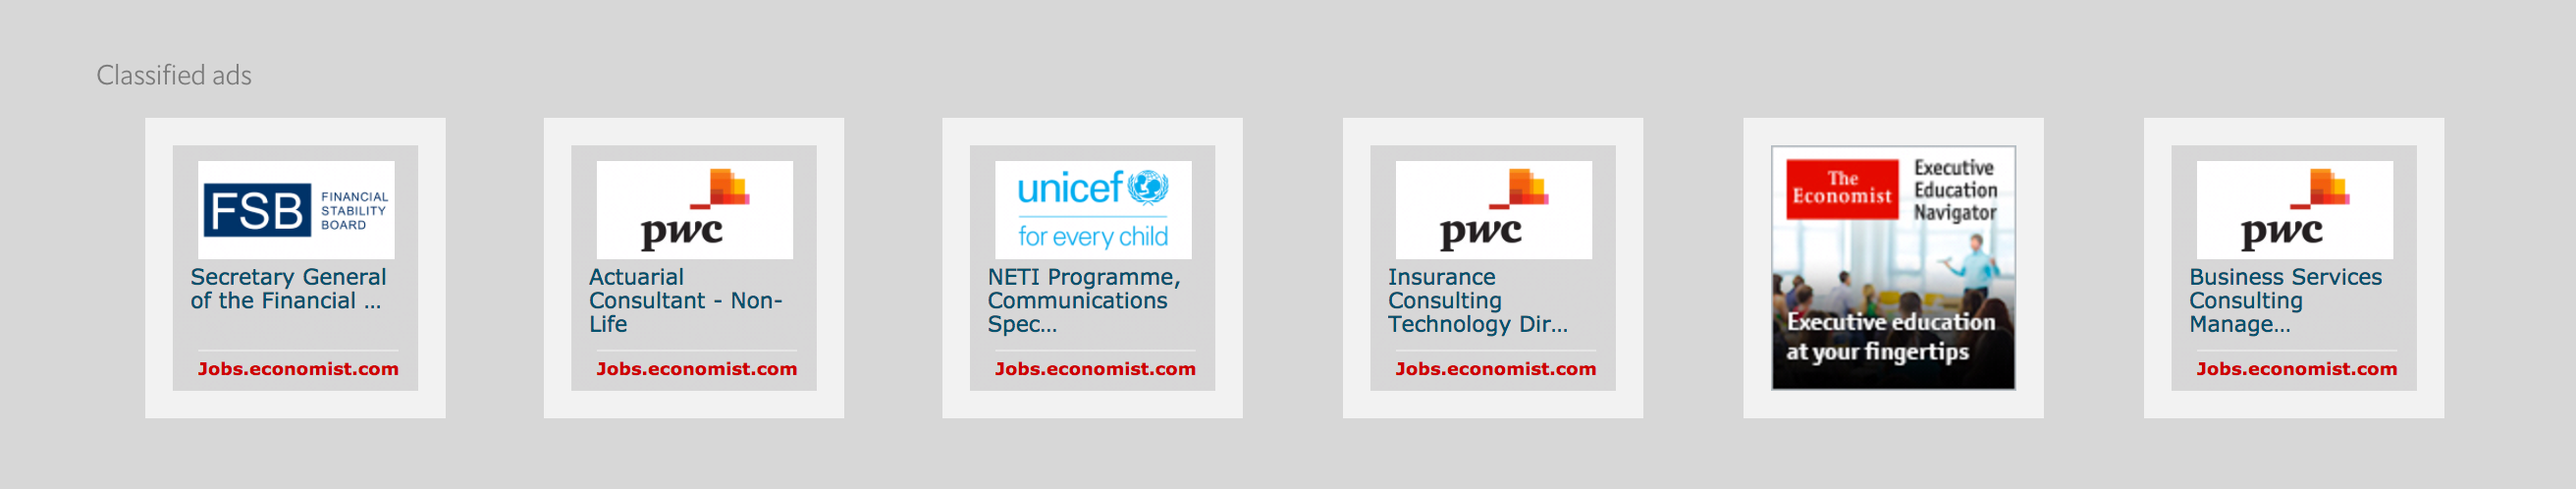 Classified ads
FSB FINANCIAL
STABILITY
BOARD
Secretary General
of the Financial ...
Jobs.economist.com
pwc
Actuarial
Consultant - Non-
Life
Jobs.economist.com
unicef
for every child
NETI Programme,
Communications
Spec...
Jobs.economist.com
pwc
Insurance
Consulting
Technology Dir...
Jobs.economist.com
The
Economist
Executive
Education
Navigator
Executive education
at your fingertips
pwc
Business Services
Consulting
Manage...
Jobs.economist.com